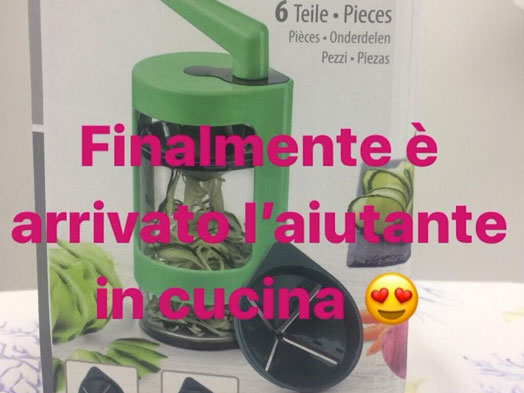 6 Teile • Pieces
Pièces • Onderdelen
Pezzi • Piezas
Finalmente è
arrivato l’aiutante
in cucina 😍